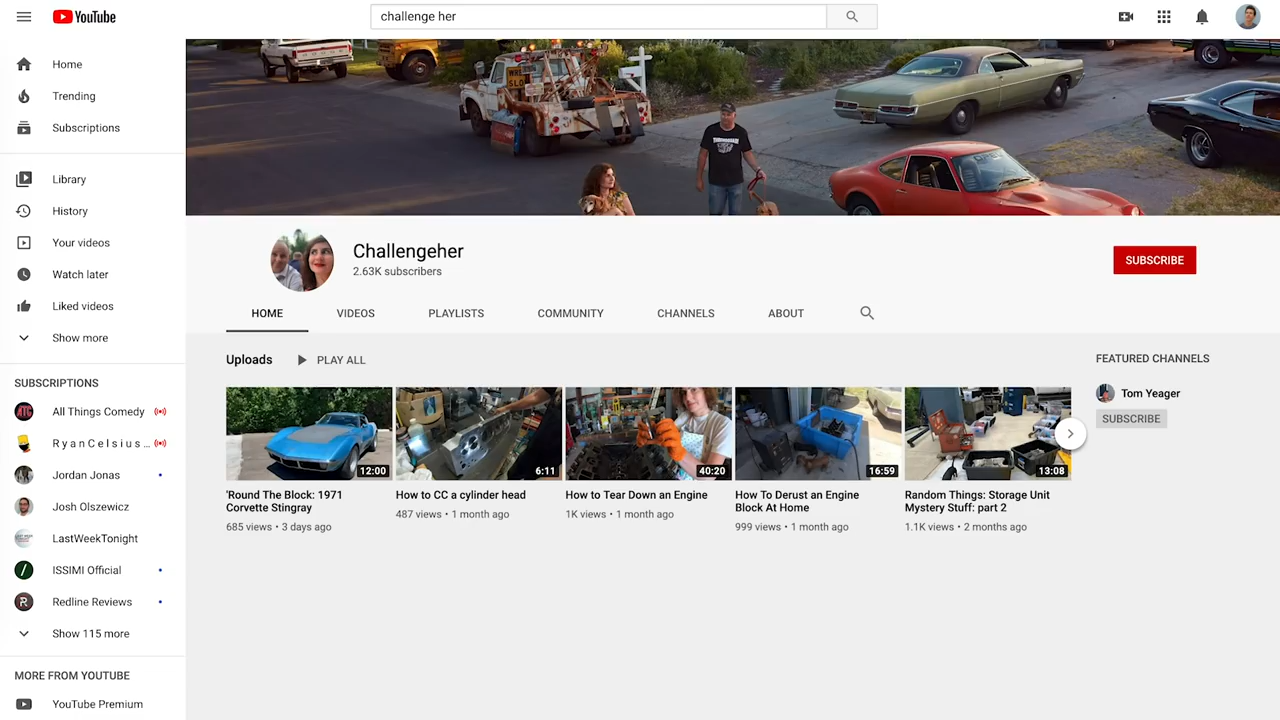 YouTube
challenge her
Home
Trending
Subscriptions
Library
History
Your videos
Watch later
Liked videos
Show more
SUBSCRIPTIONS
All Things Comedy
R y a n C e l s i u s ...
Jordan Jonas
Josh Olszewicz
LastWeekTonight
ISSIMI Official
Redline Reviews
Show 115 more
MORE FROM YOUTUBE
YouTube Premium
Challengeher
2.63K subscribers
SUBSCRIBE
HOME
VIDEOS
PLAYLISTS
COMMUNITY
CHANNELS
ABOUT
Uploads
PLAY ALL
12:00
'Round The Block: 1971
Corvette Stingray
685 views • 3 days ago
6:11
How to CC a cylinder head
487 views • 1 month ago
40:20
How to Tear Down an Engine
1K views • 1 month ago
16:59
How To Derust an Engine
Block At Home
999 views • 1 month ago
13:08
Random Things: Storage Unit
Mystery Stuff: part 2
1.1K views • 2 months ago
FEATURED CHANNELS
Tom Yeager
SUBSCRIBE